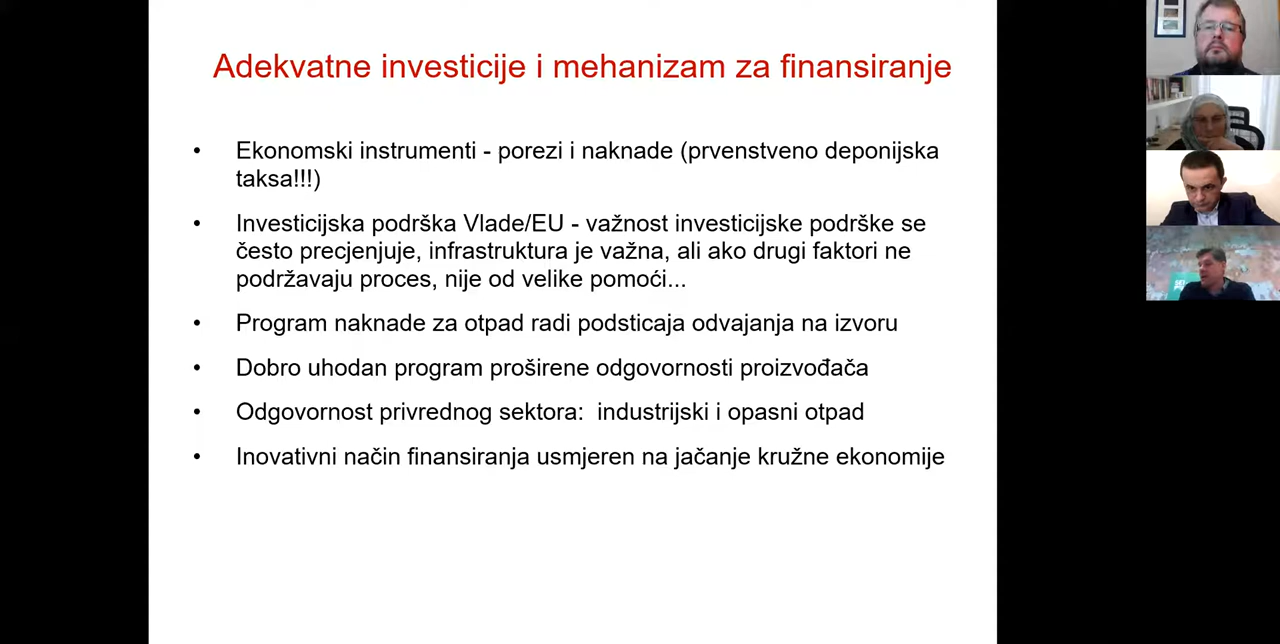 Adekvatne investicije i mehanizam za finansiranje
• Ekonomski instrumenti - porezi i naknade (prvenstveno deponijska
taksa!!!)
• Investicijska podrška Vlade/EU - važnost investicijske podrške se
često precjenjuje, infrastruktura je važna, ali ako drugi faktori ne
podržavaju proces, nije od velike pomoći...
• Program naknade za otpad radi podsticaja odvajanja na izvoru
• Dobro uhodan program proširene odgovornosti proizvođača
• Odgovornost privrednog sektora:  industrijski i opasni otpad
• Inovativni način finansiranja usmjeren na jačanje kružne ekonomije